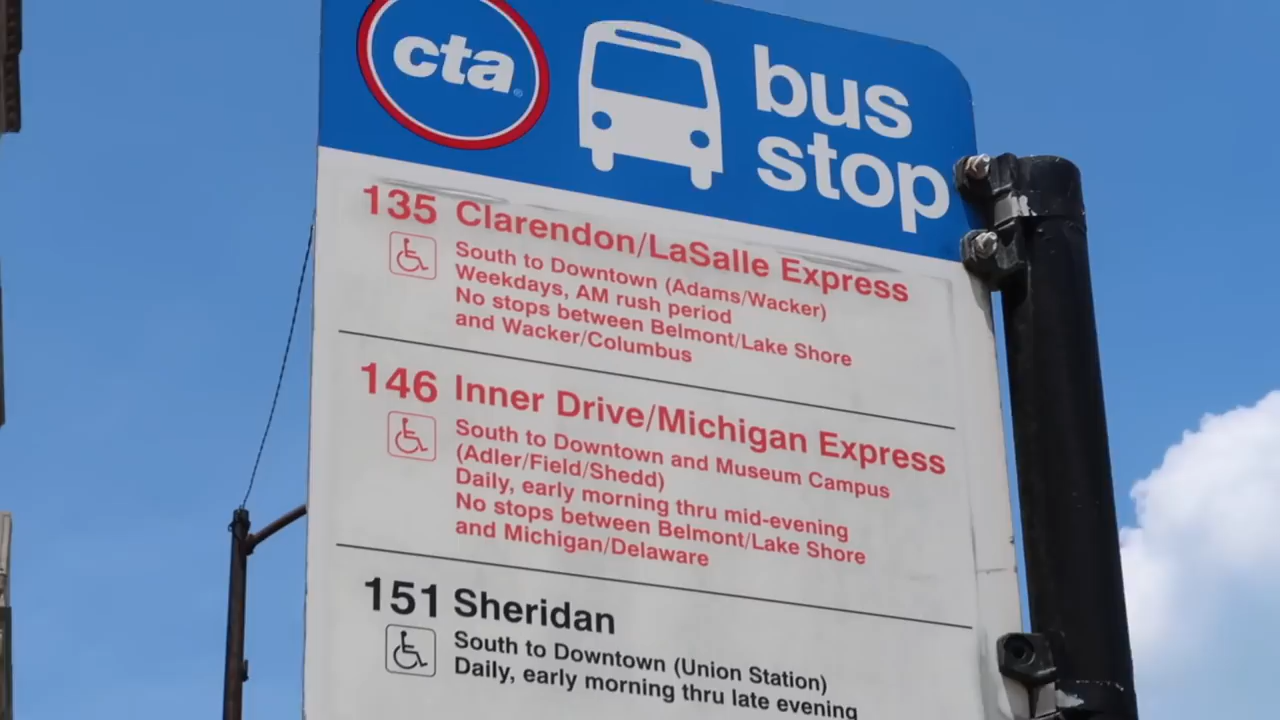 cta
bus
stop
135 Clarendon/LaSalle Express
South to Downtown (Adams/Wacker)
Weekdays, AM rush period
No stops between Belmont/Lake Shore
and Wacker/Columbus
146 Inner Drive/Michigan Express
South to Downtown and Museum Campus
(Adler/Field/Shedd)
Daily, early morning thru mid-evening
No stops between Belmont/Lake Shore
and Michigan/Delaware
151 Sheridan
South to Downtown (Union Station)
Daily, early morning thru late evening